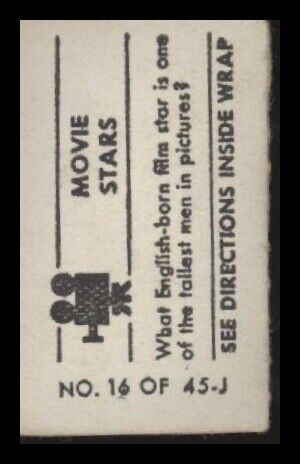 MOVIE
STARS
What English-born film star is one
of the tallest men in pictures?
SEE DIRECTIONS INSIDE WRAP
NO. 16 OF 45-J